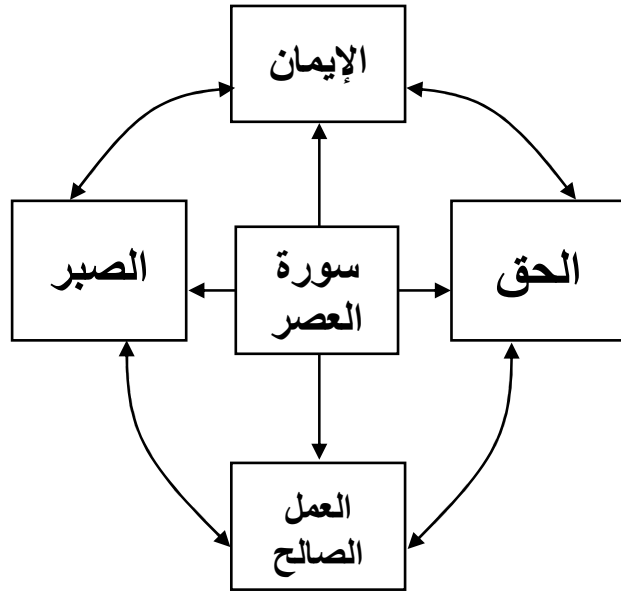 الإيمان
الحق
سورة
العصر
الصبر
العمل
الصالح